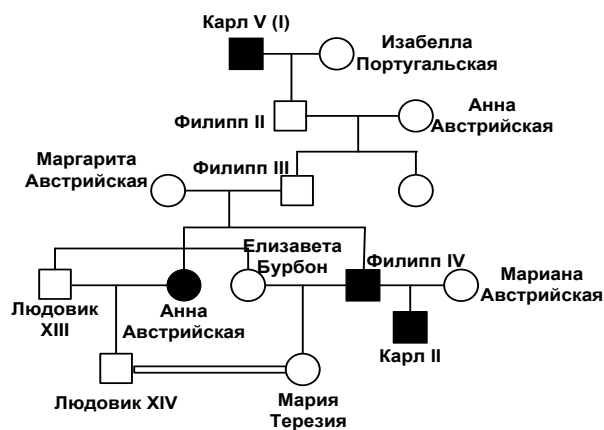 Карл V (I)
Изабелла
Португальская
Филипп II
Анна
Австрийская
Маргарита
Австрийская
Филипп III
Елизавета
Бурбон
Филипп IV
Мариана
Австрийская
Людовик
XIII
Анна
Австрийская
Карл II
Людовик XIV
Мария
Терезия